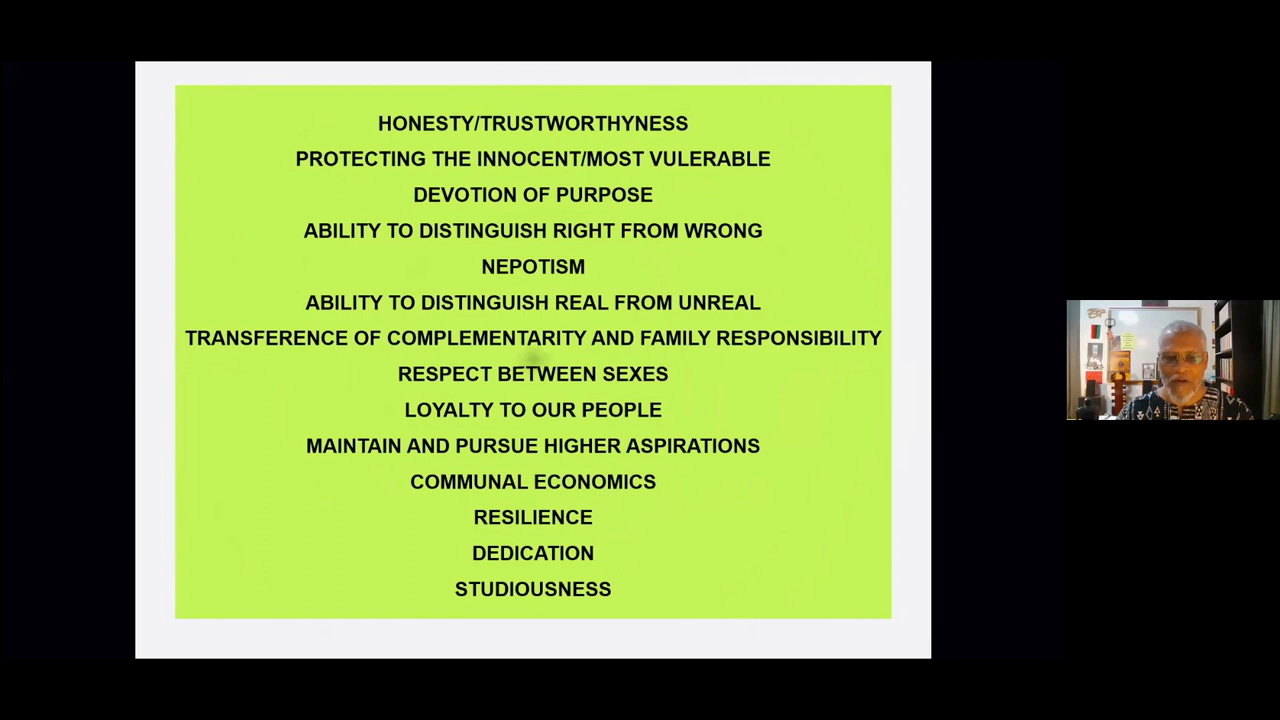 HONESTY/TRUSTWORTHYNESS
PROTECTING THE INNOCENT/MOST VULERABLE
DEVOTION OF PURPOSE
ABILITY TO DISTINGUISH RIGHT FROM WRONG
NEPOTISM
ABILITY TO DISTINGUISH REAL FROM UNREAL
TRANSFERENCE OF COMPLEMENTARITY AND FAMILY RESPONSIBILITY
RESPECT BETWEEN SEXES
LOYALTY TO OUR PEOPLE
MAINTAIN AND PURSUE HIGHER ASPIRATIONS
COMMUNAL ECONOMICS
RESILIENCE
DEDICATION
STUDIOUSNESS